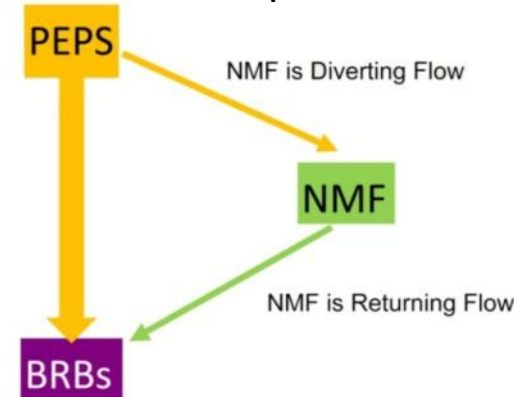 PEPS
NMF is Diverting Flow
NMF
NMF is Returning Flow
BRBs